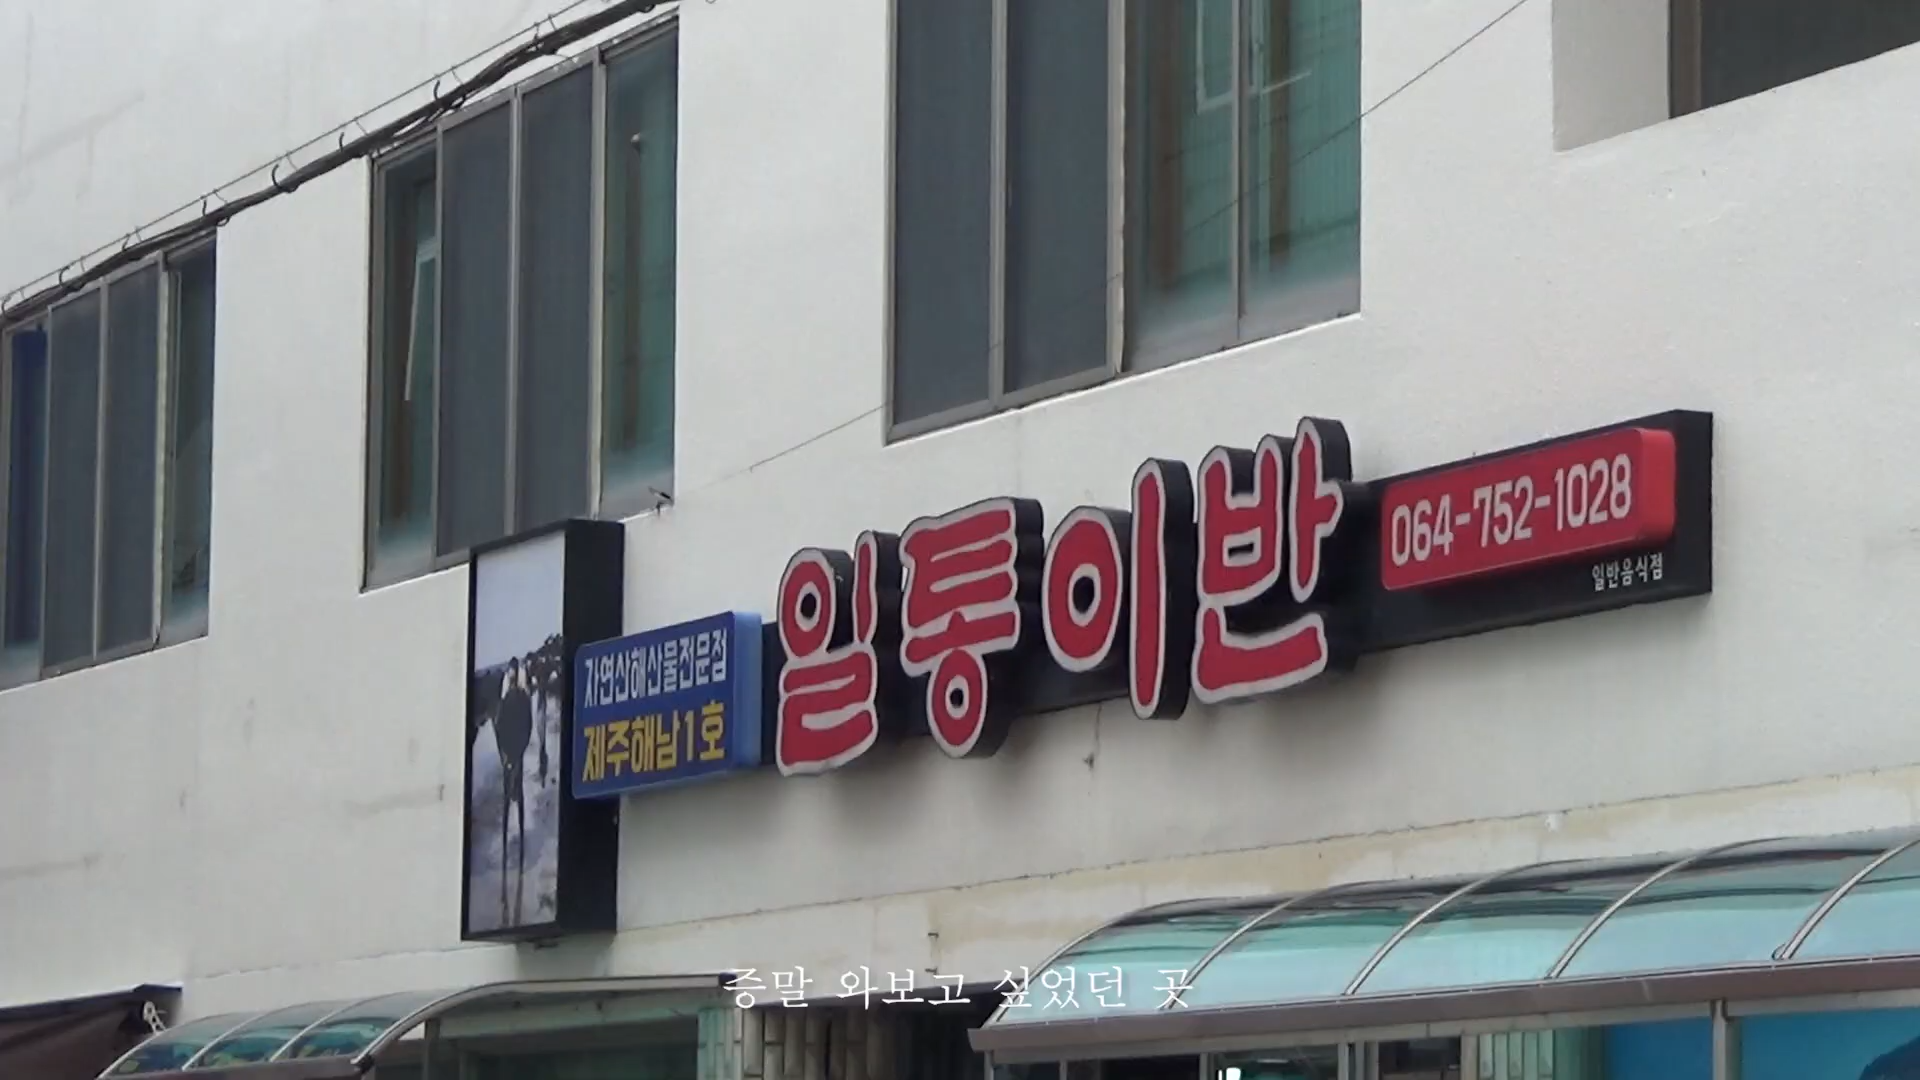 자연산해산물전문점
제주해남1호
일통이반
064-752-1028
일반음식점
증말 와보고 싶었던 곳